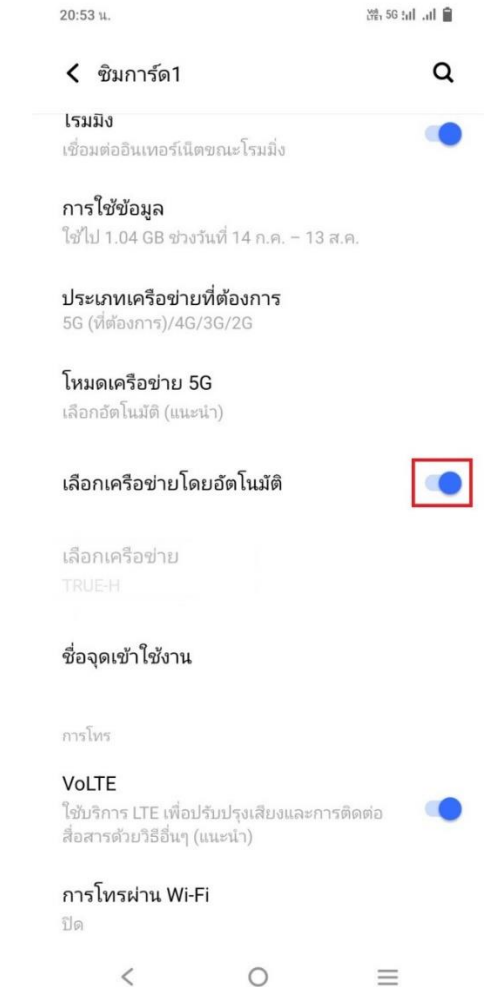 20:53 น.
5G
ซิมการ์ด1
โรมมิ่ง
เชื่อมต่ออินเทอร์เน็ตขณะโรมมิ่ง
การใช้ข้อมูล
ใช้ไป 1.04 GB ช่วงวันที่ 14 ก.ค. – 13 ส.ค.
ประเภทเครือข่ายที่ต้องการ
5G (ที่ต้องการ)/4G/3G/2G
โหมดเครือข่าย 5G
เลือกอัตโนมัติ (แนะนำ)
เลือกเครือข่ายโดยอัตโนมัติ
เลือกเครือข่าย
TRUE-H
ชื่อจุดเข้าใช้งาน
การโทร
VoLTE
ใช้บริการ LTE เพื่อปรับปรุงเสียงและการติดต่อ
สื่อสารด้วยวิธีอื่นๆ (แนะนำ)
การโทรผ่าน Wi-Fi
ปิด